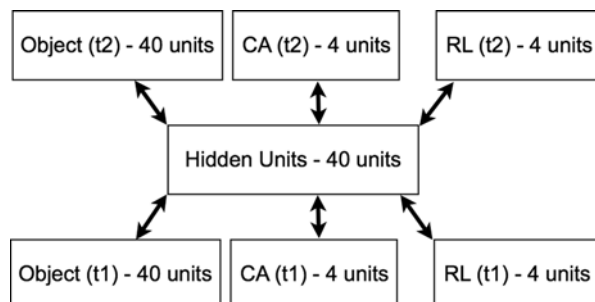 Object (t2) - 40 units
CA (t2) - 4 units
RL (t2) - 4 units
Hidden Units - 40 units
Object (t1) - 40 units
CA (t1) - 4 units
RL (t1) - 4 units